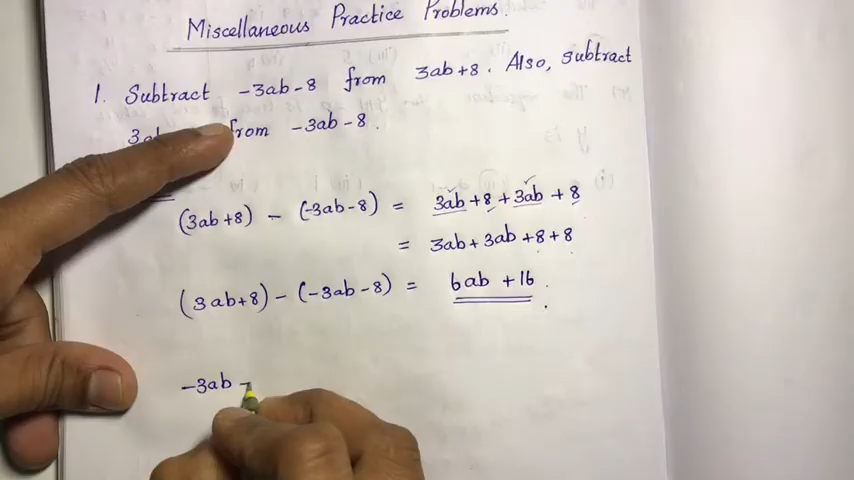 Miscellaneous Practice Problems.
1. Subtract -3ab-8 from 3ab+8. Also, subtract
3ab from -3ab-8.
(3ab+8) - (-3ab-8) = 3ab+8+3ab+8
= 3ab+3ab+8+8
(3ab+8)-(-3ab-8) = 6ab+16.
-3ab -